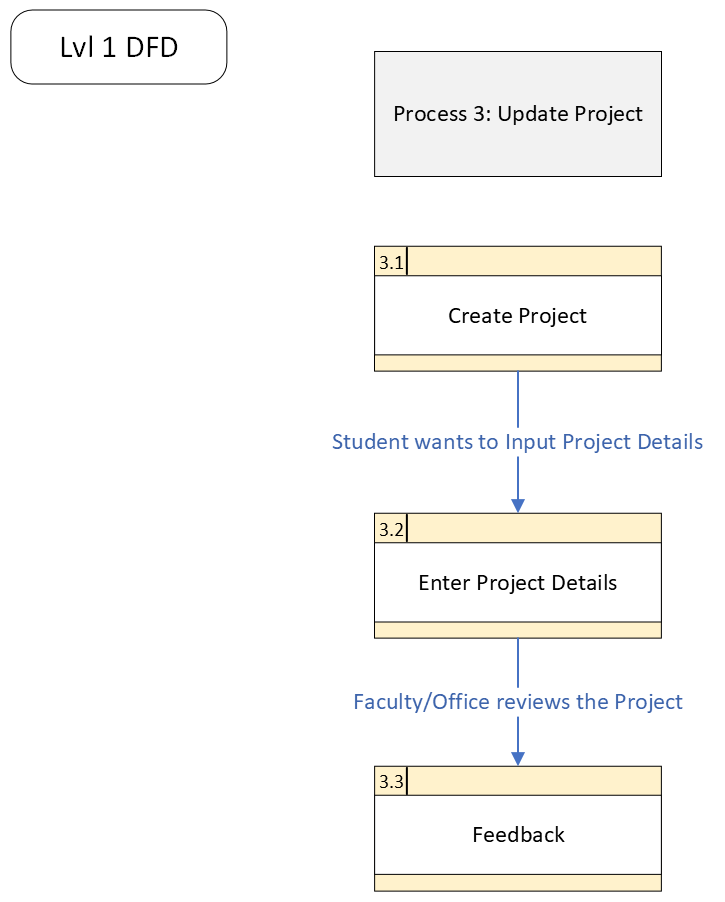 Lvl 1 DFD
Process 3: Update Project
3.1
Create Project
Student wants to Input Project Details
3.2
Enter Project Details
Faculty/Office reviews the Project
3.3
Feedback